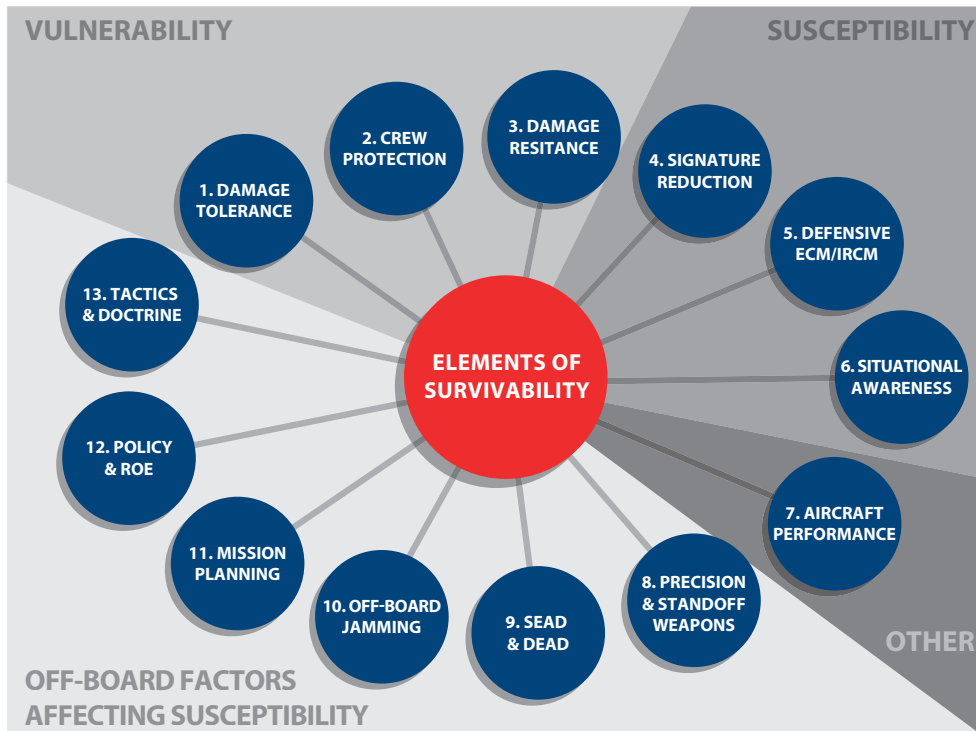 VULNERABILITY
SUSCEPTIBILITY
1. DAMAGE
TOLERANCE
2. CREW
PROTECTION
3. DAMAGE
RESITANCE
4. SIGNATURE
REDUCTION
5. DEFENSIVE
ECM/IRCM
6. SITUATIONAL
AWARENESS
7. AIRCRAFT
PERFORMANCE
8. PRECISION
& STANDOFF
WEAPONS
9. SEAD
& DEAD
10. OFF-BOARD
JAMMING
11. MISSION
PLANNING
12. POLICY
& ROE
13. TACTICS
& DOCTRINE
ELEMENTS OF
SURVIVABILITY
OTHER
OFF-BOARD FACTORS
AFFECTING SUSCEPTIBILITY